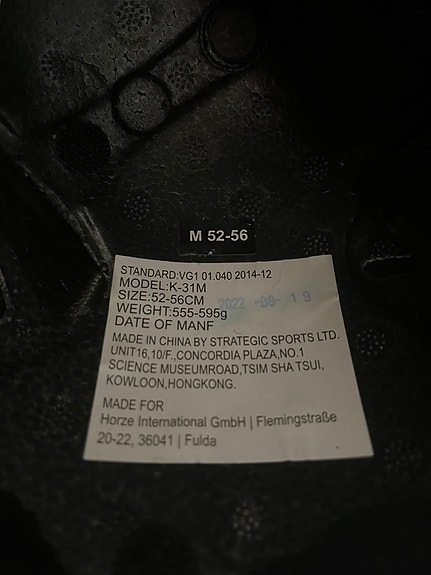 M 52-56
STANDARD:VG1 01.040 2014-12
MODEL:K-31M
SIZE:52-56CM 2022 -08- 19
WEIGHT:555-595g
DATE OF MANF
MADE IN CHINA BY STRATEGIC SPORTS LTD.
UNIT16,10/F.,CONCORDIA PLAZA,NO.1
SCIENCE MUSEUMROAD,TSIM SHA TSUI,
KOWLOON,HONGKONG.
MADE FOR
Horze International GmbH | Flemingstraße
20-22, 36041 | Fulda